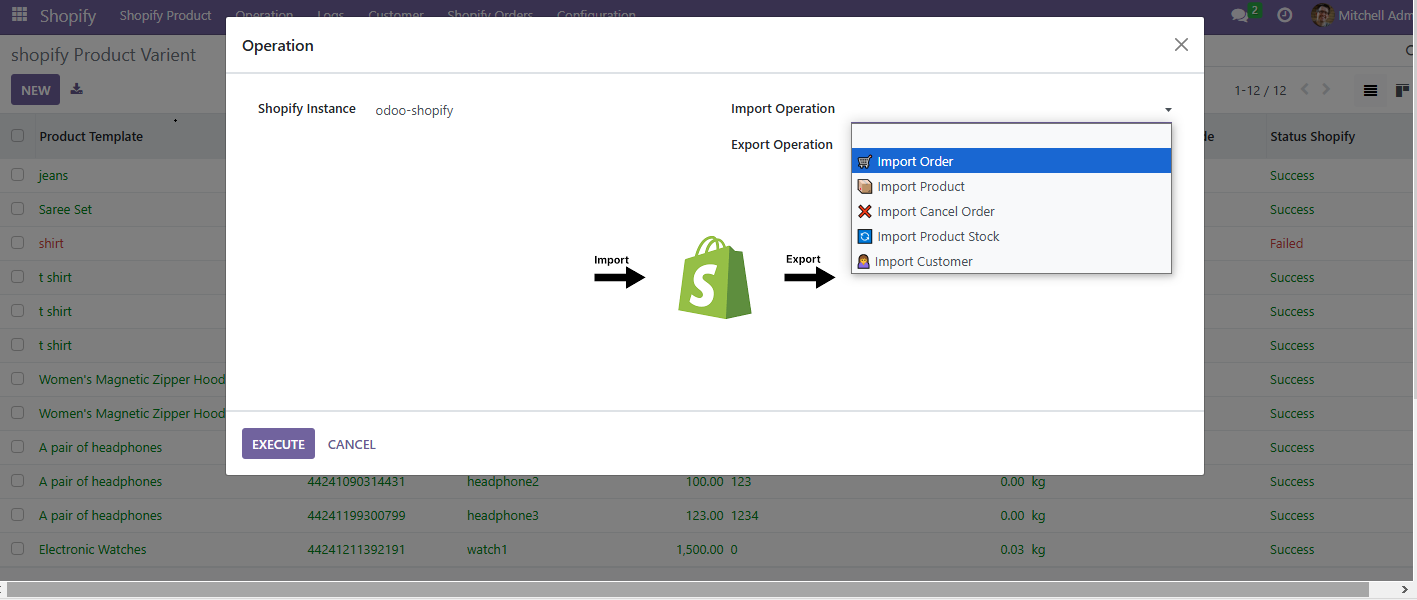 Shopify Shopify Product Operation Logs Customer Shopify Orders Configuration 2 Mitchell Adm
shopify Product Varient
Operation
NEW
1-12 / 12
Shopify Instance odoo-shopify Import Operation
Export Operation
Product Template Status Shopify
Import Order
Import Product
Import Cancel Order
Import Product Stock
Import Customer
jeans Success
Saree Set Success
shirt Failed
t shirt Success
t shirt Success
t shirt Success
Import
Export
Women's Magnetic Zipper Hood Success
Women's Magnetic Zipper Hood Success
A pair of headphones Success
EXECUTE CANCEL
A pair of headphones 44241090314431 headphone2 100.00 123 0.00 kg Success
A pair of headphones 44241199300799 headphone3 123.00 1234 0.00 kg Success
Electronic Watches 44241211392191 watch1 1,500.00 0 0.03 kg Success